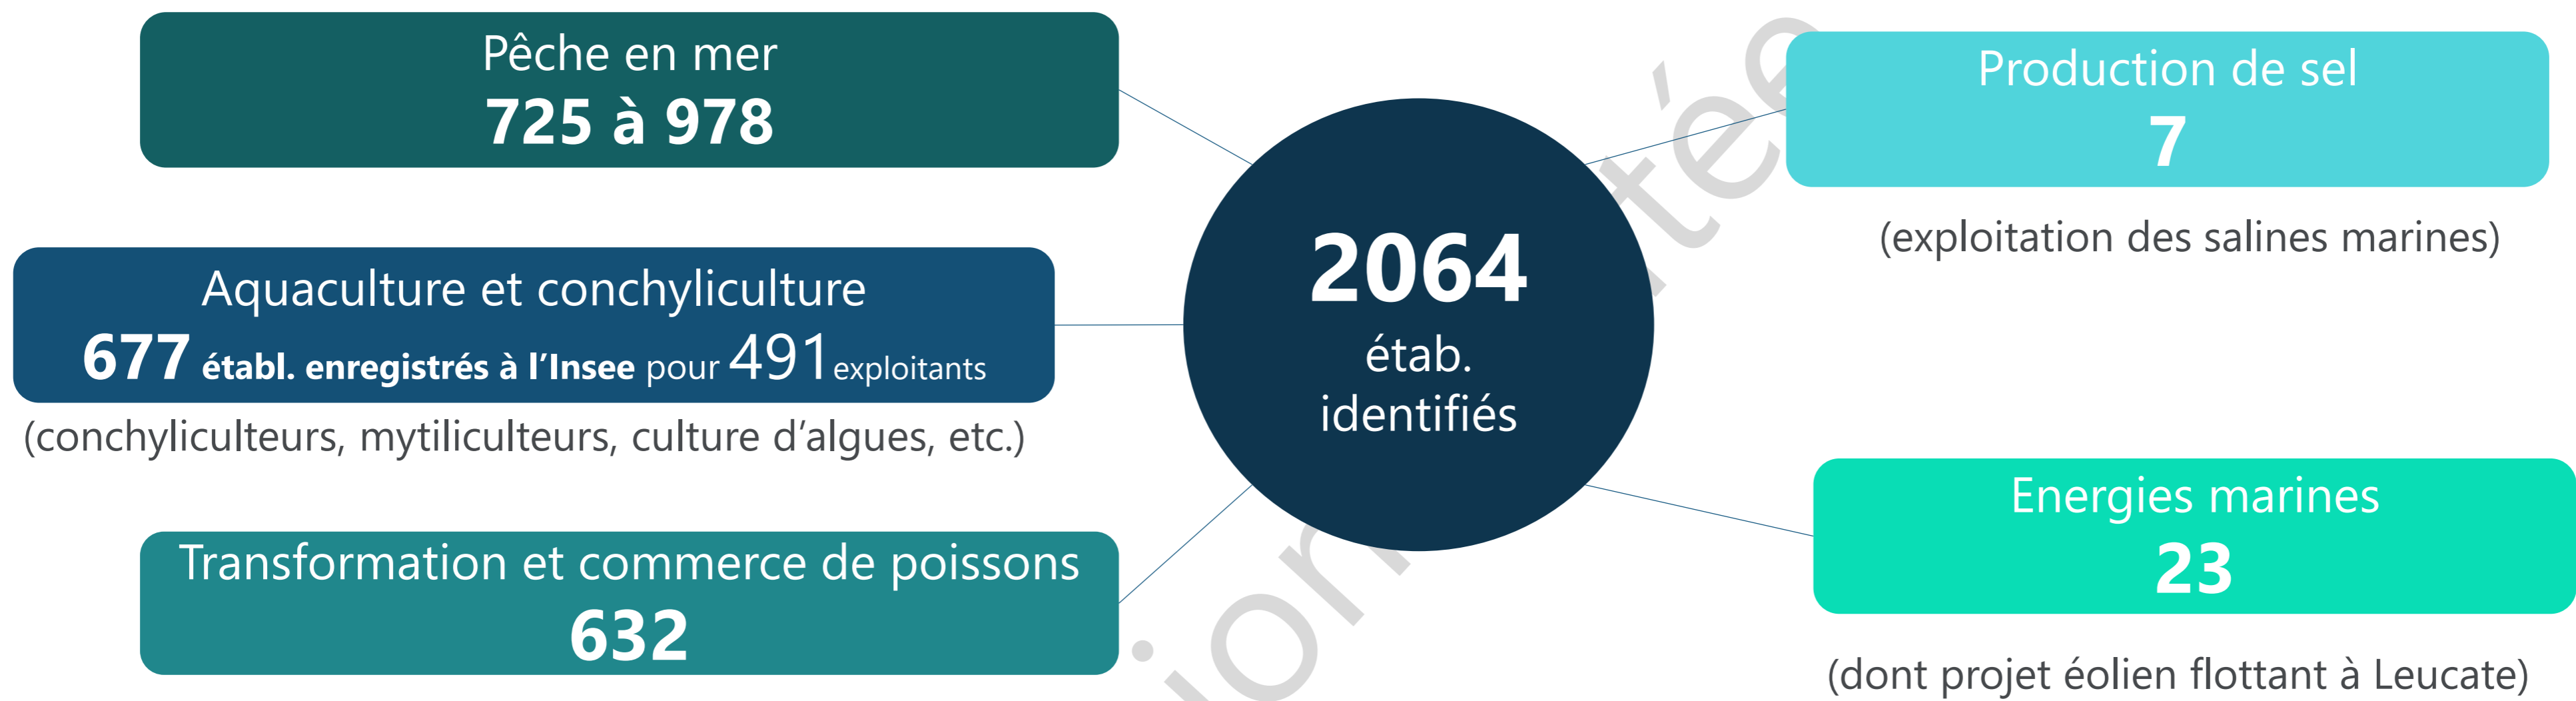 Pêche en mer
725 à 978
Aquaculture et conchyliculture
677 établ. enregistrés à l'Insee pour 491 exploitants
(conchyliculteurs, mytiliculteurs, culture d'algues, etc.)
Transformation et commerce de poissons
632
2064
étab.
identifiés
Production de sel
7
(exploitation des salines marines)
Energies marines
23
(dont projet éolien flottant à Leucate)